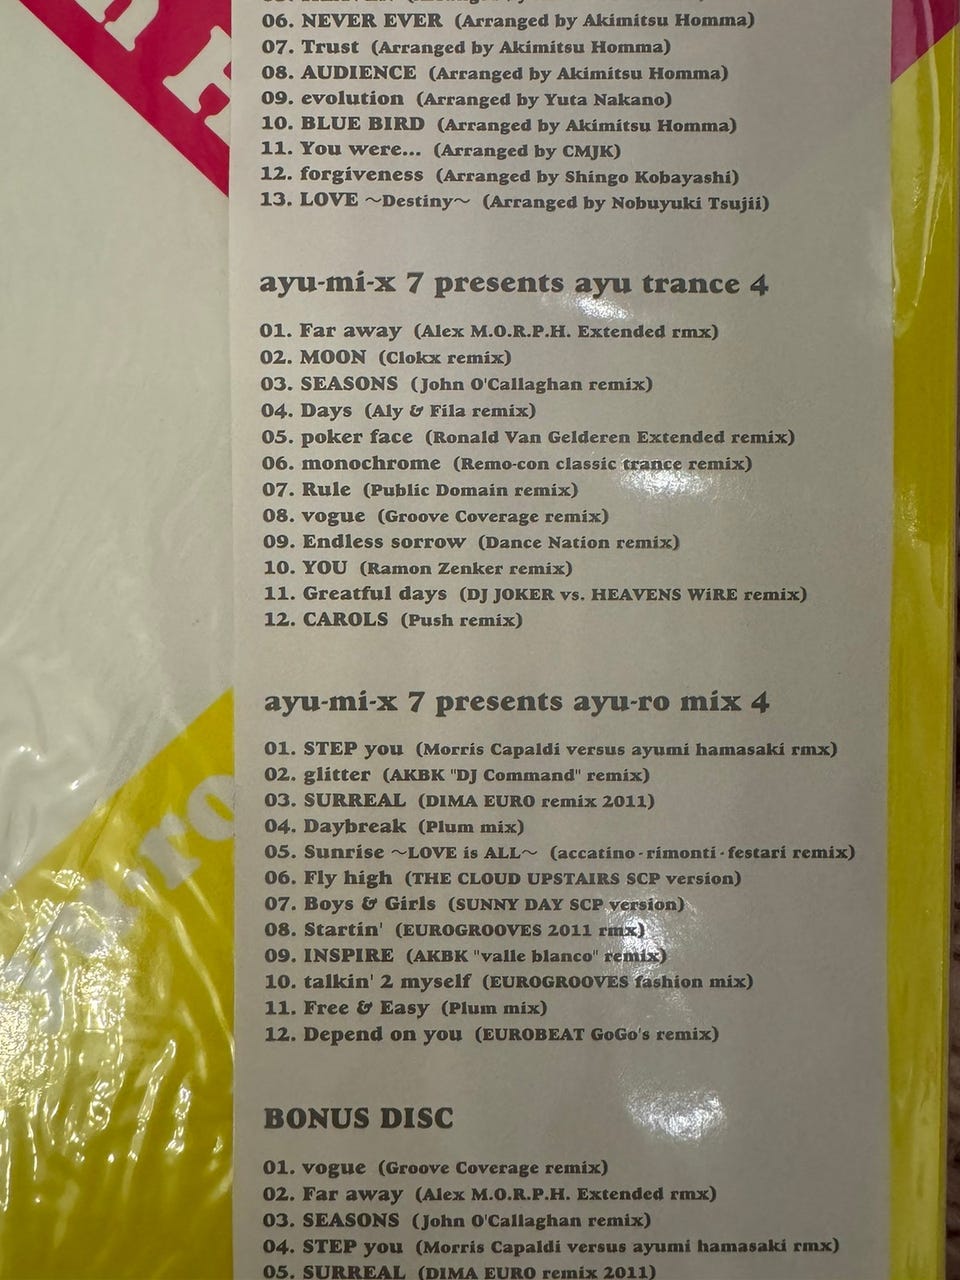 06. NEVER EVER (Arranged by Akimitsu Homma)
07. Trust (Arranged by Akimitsu Homma)
08. AUDIENCE (Arranged by Akimitsu Homma)
09. evolution (Arranged by Yuta Nakano)
10. BLUE BIRD (Arranged by Akimitsu Homma)
11. You were... (Arranged by CMJK)
12. forgiveness (Arranged by Shingo Kobayashi)
13. LOVE ～Destiny～ (Arranged by Nobuyuki Tsujii)
ayu-mi-x 7 presents ayu trance 4
01. Far away (Alex M.O.R.P.H. Extended rmx)
02. MOON (Clokx remix)
03. SEASONS (John O'Callaghan remix)
04. Days (Aly & Fila remix)
05. poker face (Ronald Van Gelderen Extended remix)
06. monochrome (Remo-con classic trance remix)
07. Rule (Public Domain remix)
08. vogue (Groove Coverage remix)
09. Endless sorrow (Dance Nation remix)
10. YOU (Ramon Zenker remix)
11. Greatful days (DJ JOKER vs. HEAVENS WiRE remix)
12. CAROLS (Push remix)
ayu-mi-x 7 presents ayu-ro mix 4
01. STEP you (Morris Capaldi versus ayumi hamasaki rmx)
02. glitter (AKBK "DJ Command" remix)
03. SURREAL (DIMA EURO remix 2011)
04. Daybreak (Plum mix)
05. Sunrise ～LOVE is ALL～ (accatino·rimonti·festari remix)
06. Fly high (THE CLOUD UPSTAIRS SCP version)
07. Boys & Girls (SUNNY DAY SCP version)
08. Startin' (EUROGROOVES 2011 rmx)
09. INSPIRE (AKBK "valle blanco" remix)
10. talkin' 2 myself (EUROGROOVES fashion mix)
11. Free & Easy (Plum mix)
12. Depend on you (EUROBEAT GoGo's remix)
BONUS DISC
01. vogue (Groove Coverage remix)
02. Far away (Alex M.O.R.P.H. Extended rmx)
03. SEASONS (John O'Callaghan remix)
04. STEP you (Morris Capaldi versus ayumi hamasaki rmx)
05. SURREAL (DIMA EURO remix 2011)